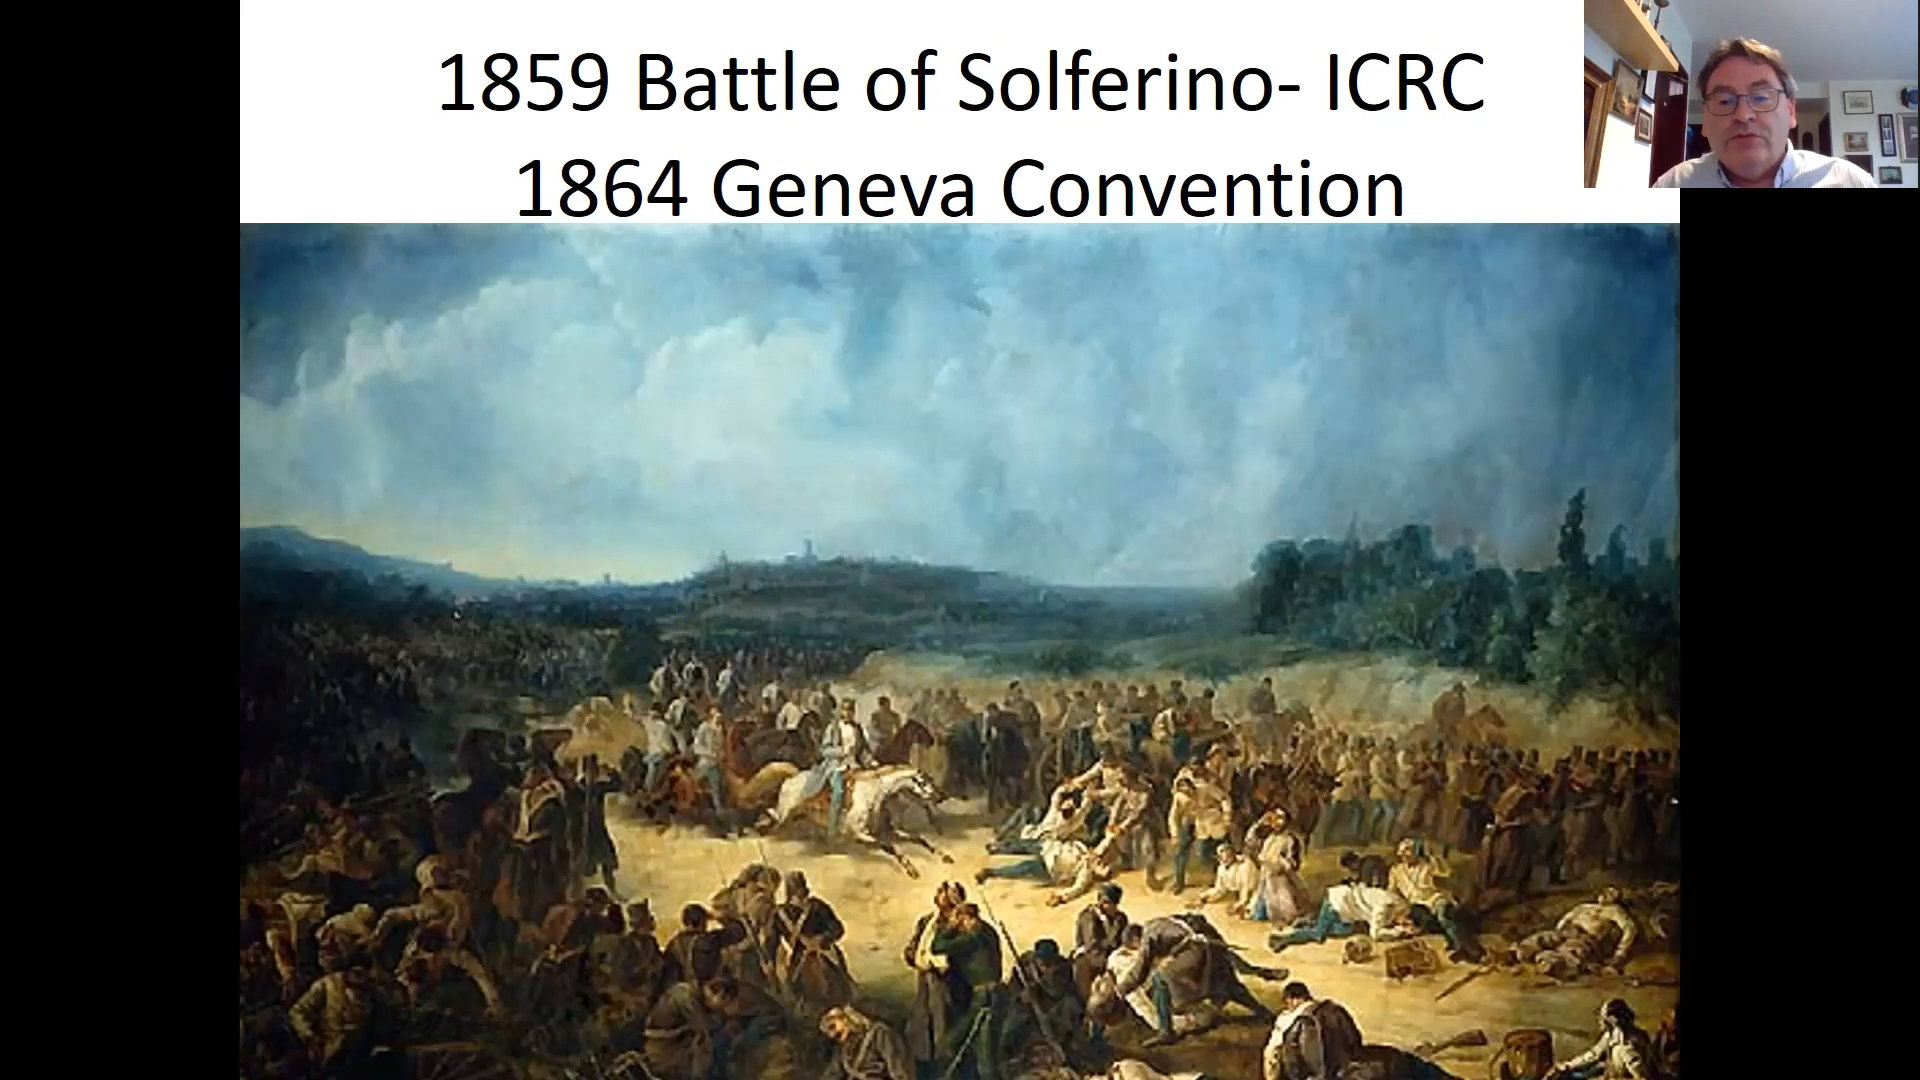 1859 Battle of Solferino- ICRC
1864 Geneva Convention